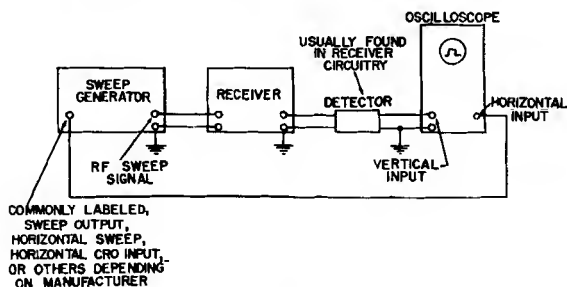 OSCILLOSCOPE
USUALLY FOUND
IN RECEIVER
CIRCUITRY
SWEEP
GENERATOR
RECEIVER
DETECTOR
HORIZONTAL
INPUT
RF SWEEP
SIGNAL
VERTICAL
INPUT
COMMONLY LABELED,
SWEEP OUTPUT,
HORIZONTAL SWEEP,
HORIZONTAL CRO INPUT,
OR OTHERS DEPENDING
ON MANUFACTURER